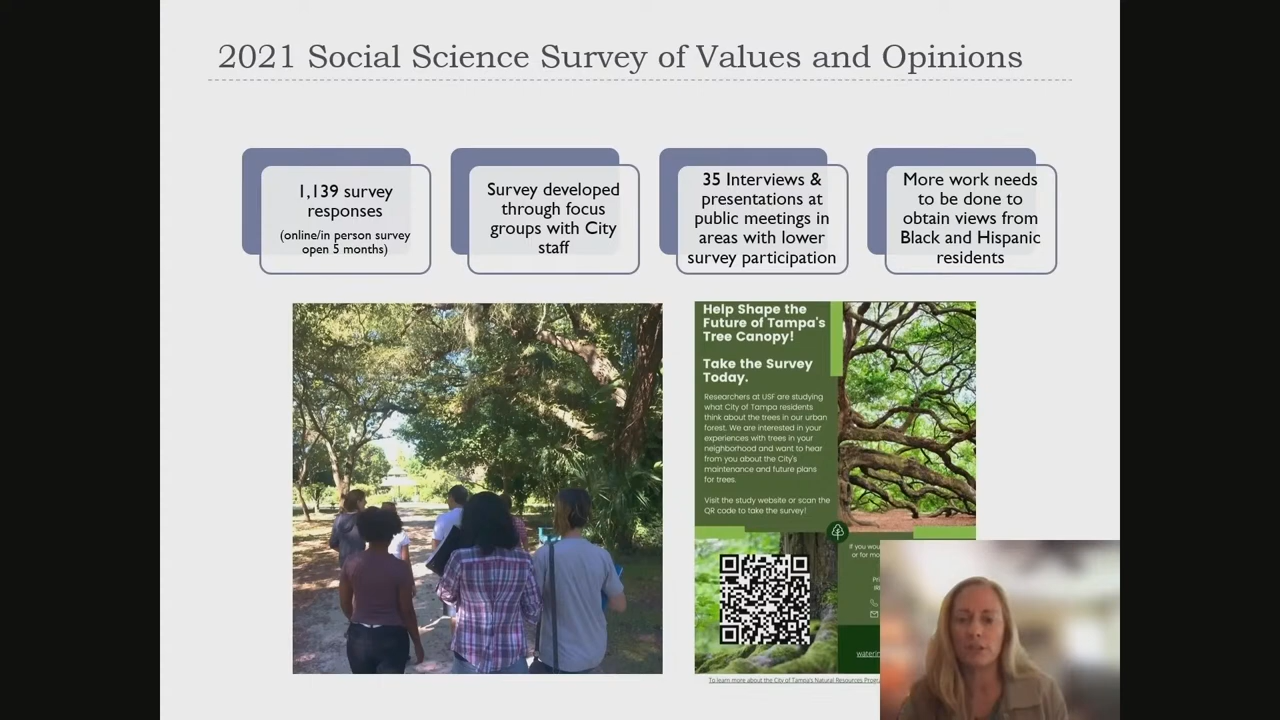 2021 Social Science Survey of Values and Opinions
1,139 survey
responses
(online/in person survey
open 5 months)
Survey developed
through focus
groups with City
staff
35 Interviews &
presentations at
public meetings in
areas with lower
survey participation
More work needs
to be done to
obtain views from
Black and Hispanic
residents
Help Shape the
Future of Tampa's
Tree Canopy!
Take the Survey
Today.
Researchers at USF are studying
what City of Tampa residents
think about the trees in our urban
forest. We are interested in your
experiences with trees in your
neighborhood and want to hear
from you about the City's
maintenance and future plans
for trees.
Visit the study website or scan the
QR code to take the survey!
If you
or for
To learn more about the City of Tampa's Natural Resources